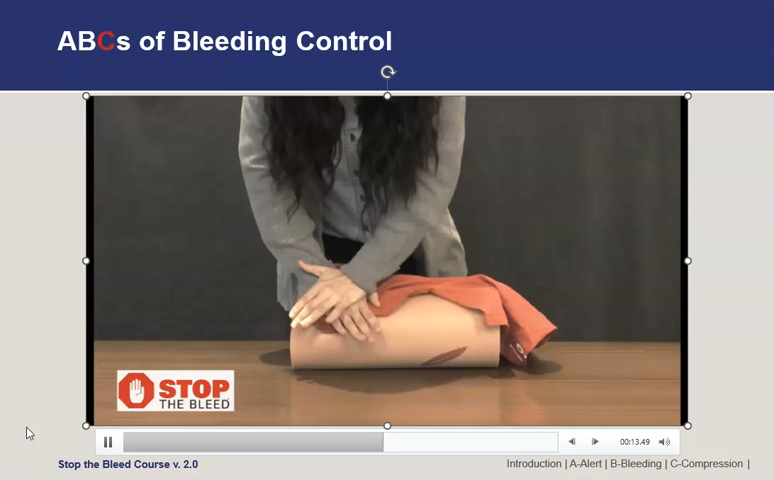 ABCs of Bleeding Control
STOP
THE BLEED
00:13.49
Stop the Bleed Course v. 2.0
Introduction | A-Alert | B-Bleeding | C-Compression |